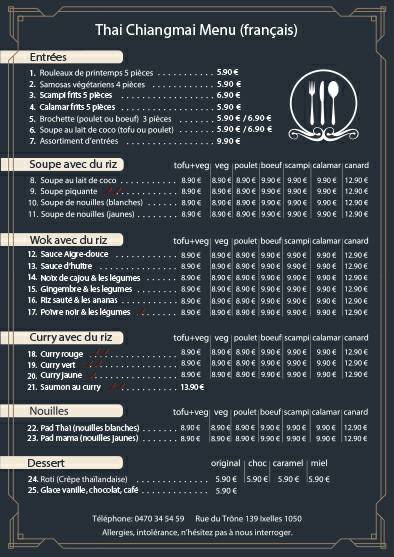 Thai Chiangmai Menu (français)
Entrées
1. Rouleaux de printemps 5 pièces . . . . . . . . . . . 5.90 €
2. Samosas végétariens 4 pièces . . . . . . . . . . . 5.90 €
3. Scampi frits 5 pièces . . . . . . . . . . . 6.90 €
4. Calamar frits 5 pièces . . . . . . . . . . . 5.90 €
5. Brochette (poulet ou boeuf) 3 pièces . . . . . . . . 5.90 € / 6.90 €
6. Soupe au lait de coco (tofu ou poulet) . . . . . . . . 5.90 € / 6.90 €
7. Assortiment d'entrées . . . . . . . . . . . 9.90 €
Soupe avec du riz tofu+veg veg poulet boeuf scampi calamar canard
8. Soupe au lait de coco . . . . . . . . 8.90 € 8.90 € 8.90 € 9.90 € 9.90 € 9.90 € 12.90 €
9. Soupe piquante . . . . . . . . 8.90 € 8.90 € 8.90 € 9.90 € 9.90 € 9.90 € 12.90 €
10. Soupe de nouilles (blanches) . . . . . . 8.90 € 8.90 € 8.90 € 9.90 € 9.90 € 9.90 € 12.90 €
11. Soupe de nouilles (jaunes) . . . . . . 8.90 € 8.90 € 8.90 € 9.90 € 9.90 € 9.90 € 12.90 €
Wok avec du riz tofu+veg veg poulet boeuf scampi calamar canard
12. Sauce Aigre-douce . . . . . . . . 8.90 € 8.90 € 8.90 € 9.90 € 9.90 € 9.90 € 12.90 €
13. Sauce d'huître . . . . . . . . 8.90 € 8.90 € 8.90 € 9.90 € 9.90 € 9.90 € 12.90 €
14. Noix de cajou & les légumes . . . . . . 8.90 € 8.90 € 8.90 € 9.90 € 9.90 € 9.90 € 12.90 €
15. Gingembre & les legumes . . . . . . 8.90 € 8.90 € 8.90 € 9.90 € 9.90 € 9.90 € 12.90 €
16. Riz sauté & les ananas . . . . . . . . 8.90 € 8.90 € 8.90 € 9.90 € 9.90 € 9.90 € 12.90 €
17. Poivre noir & les légumes . . . . . . 8.90 € 8.90 € 8.90 € 9.90 € 9.90 € 9.90 € 12.90 €
Curry avec du riz tofu+veg veg poulet boeuf scampi calamar canard
18. Curry rouge . . . . . . . . 8.90 € 8.90 € 8.90 € 9.90 € 9.90 € 9.90 € 12.90 €
19. Curry vert . . . . . . . . 8.90 € 8.90 € 8.90 € 9.90 € 9.90 € 9.90 € 12.90 €
20. Curry Jaune . . . . . . . . 8.90 € 8.90 € 8.90 € 9.90 € 9.90 € 9.90 € 12.90 €
21. Saumon au curry . . . . . . . . 13.90 €
Nouilles tofu+veg veg poulet boeuf scampi calamar canard
22. Pad Thaï (nouilles blanches) . . . . . . . 8.90 € 8.90 € 8.90 € 9.90 € 9.90 € 9.90 € 12.90 €
23. Pad mama (nouilles jaunes) . . . . . . . 8.90 € 8.90 € 8.90 € 9.90 € 9.90 € 9.90 € 12.90 €
Dessert original choc caramel miel
24. Roti (Crêpe thaïlandaise) . . . . . . . . . . . 5.90 € 5.90 € 5.90 € 5.90 €
25. Glace vanille, chocolat, café . . . . . . . . . . . 5.90 €
Téléphone: 0470 34 54 59 Rue du Trône 139 Ixelles 1050
Allergies, intolérance, n'hésitez pas à nous interroger.